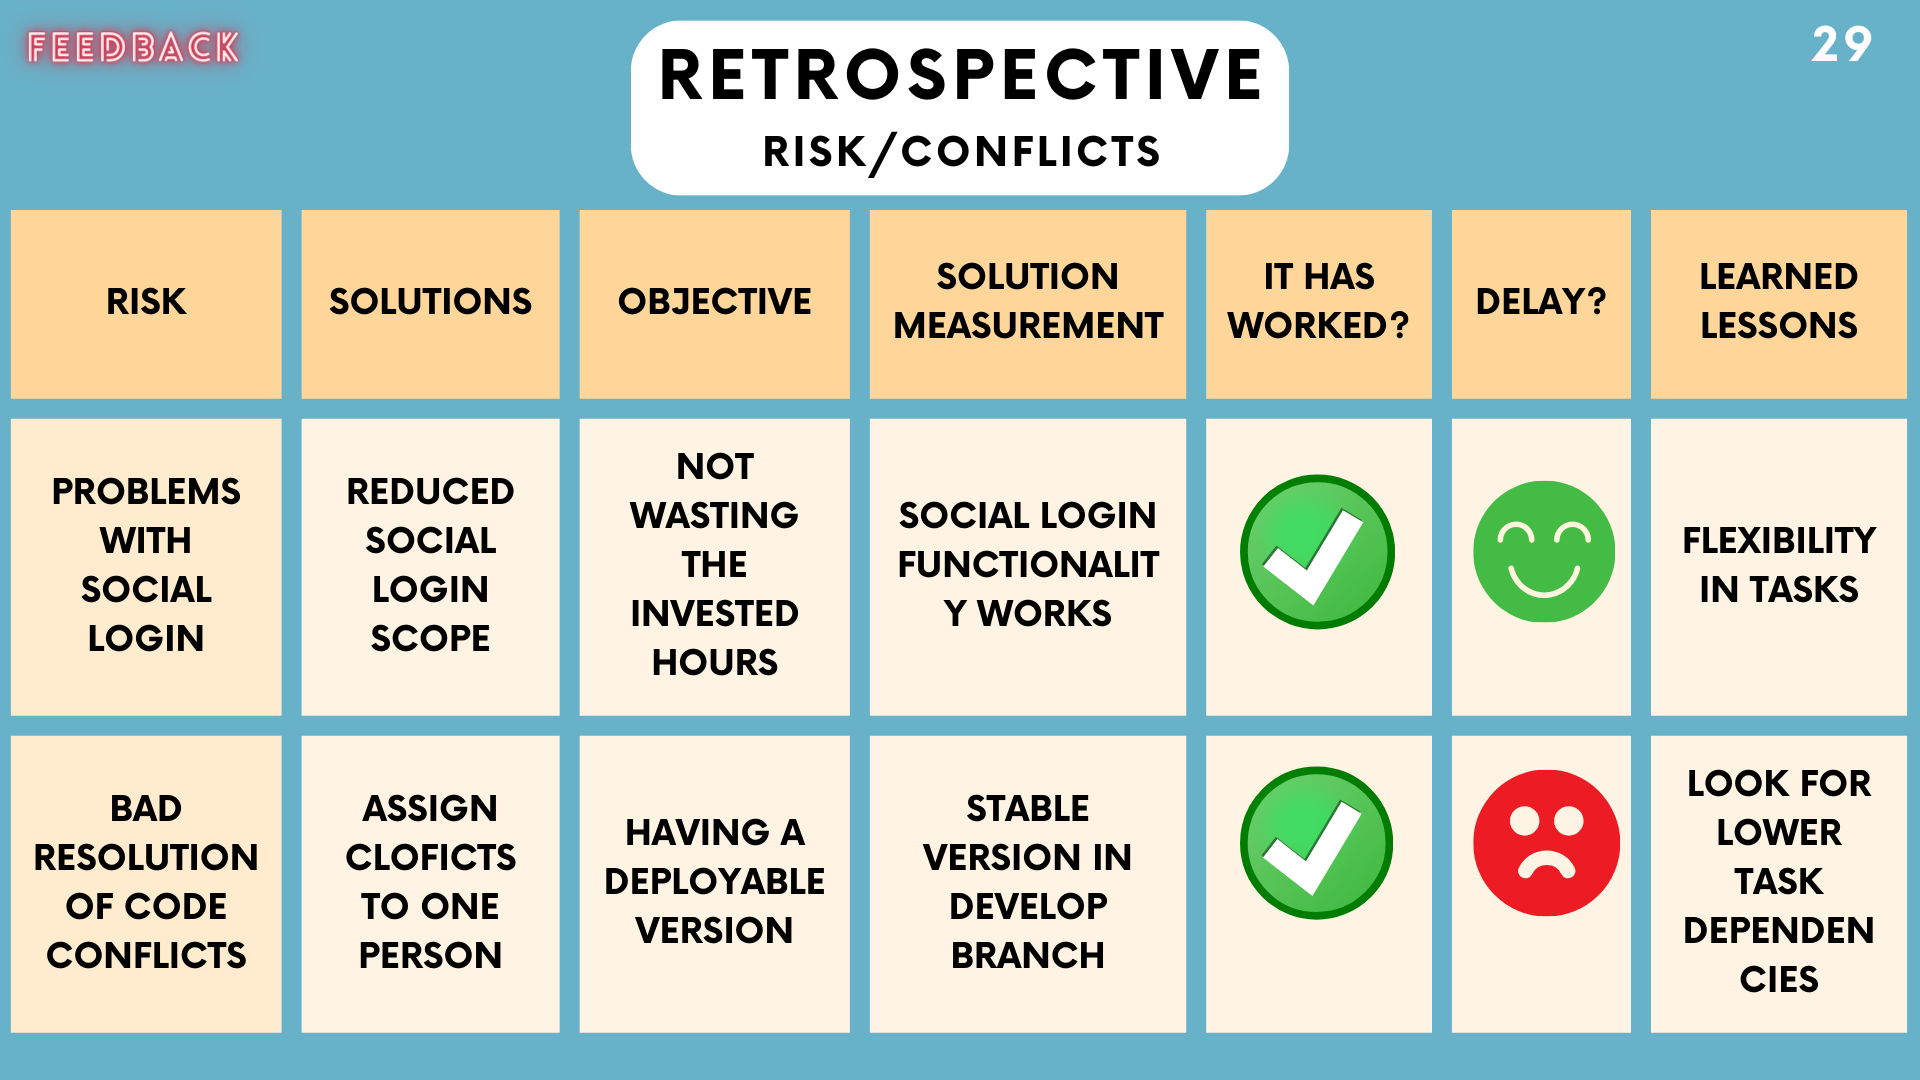 FEEDBACK
RETROSPECTIVE
RISK/CONFLICTS
29
RISK
SOLUTIONS
OBJECTIVE
SOLUTION
MEASUREMENT
IT HAS
WORKED?
DELAY?
LEARNED
LESSONS
PROBLEMS
WITH
SOCIAL
LOGIN
REDUCED
SOCIAL
LOGIN
SCOPE
NOT
WASTING
THE
INVESTED
HOURS
SOCIAL LOGIN
FUNCTIONALIT
Y WORKS
FLEXIBILITY
IN TASKS
BAD
RESOLUTION
OF CODE
CONFLICTS
ASSIGN
CLOFICTS
TO ONE
PERSON
HAVING A
DEPLOYABLE
VERSION
STABLE
VERSION IN
DEVELOP
BRANCH
LOOK FOR
LOWER
TASK
DEPENDEN
CIES